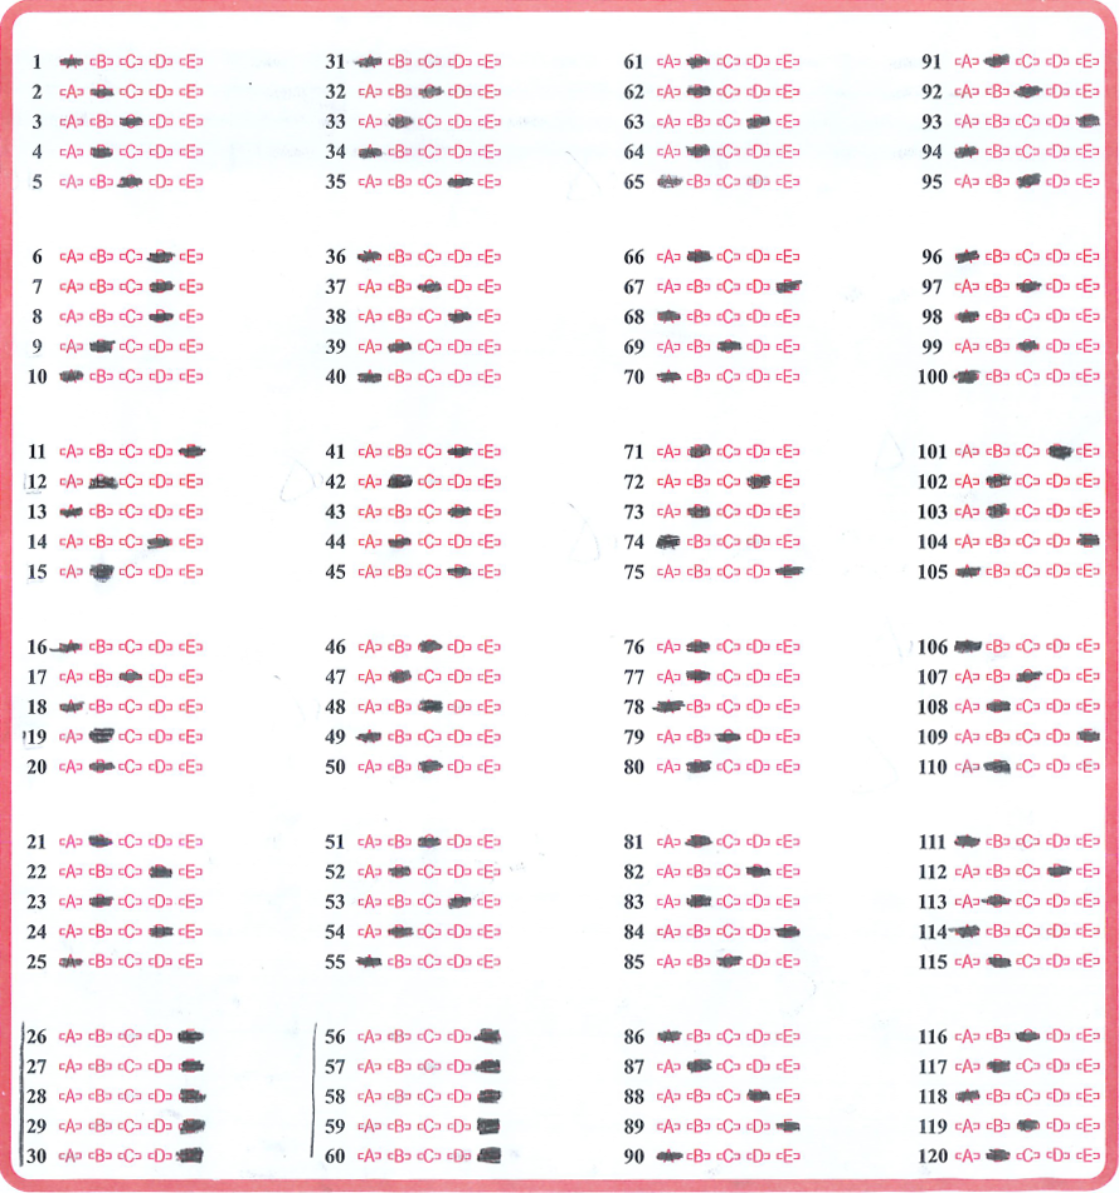 1 [B] [C] [D] [E]
2 [A] [C] [D] [E]
3 [A] [B] [D] [E]
4 [A] [C] [D] [E]
5 [A] [B] [D] [E]
6 [A] [B] [C] [E]
7 [A] [B] [C] [E]
8 [A] [B] [C] [E]
9 [A] [C] [D] [E]
10 [B] [C] [D] [E]
11 [A] [B] [C] [D]
12 [A] [C] [D] [E]
13 [B] [C] [D] [E]
14 [A] [B] [C] [E]
15 [A] [C] [D] [E]
16 [B] [C] [D] [E]
17 [A] [B] [D] [E]
18 [B] [C] [D] [E]
19 [A] [C] [D] [E]
20 [A] [C] [D] [E]
21 [A] [C] [D] [E]
22 [A] [B] [C] [E]
23 [A] [C] [D] [E]
24 [A] [B] [C] [E]
25 [B] [C] [D] [E]
26 [A] [B] [C] [D]
27 [A] [B] [C] [D]
28 [A] [B] [C] [D]
29 [A] [B] [C] [D]
30 [A] [B] [C] [D]
31 [B] [C] [D] [E]
32 [A] [B] [D] [E]
33 [A] [C] [D] [E]
34 [B] [C] [D] [E]
35 [A] [B] [C] [E]
36 [B] [C] [D] [E]
37 [A] [B] [D] [E]
38 [A] [B] [C] [E]
39 [A] [C] [D] [E]
40 [B] [C] [D] [E]
41 [A] [B] [C] [E]
42 [A] [C] [D] [E]
43 [A] [B] [C] [E]
44 [A] [C] [D] [E]
45 [A] [B] [C] [E]
46 [A] [B] [D] [E]
47 [A] [C] [D] [E]
48 [A] [B] [D] [E]
49 [B] [C] [D] [E]
50 [A] [B] [D] [E]
51 [A] [B] [D] [E]
52 [A] [C] [D] [E]
53 [A] [B] [C] [E]
54 [A] [C] [D] [E]
55 [B] [C] [D] [E]
56 [A] [B] [C] [D]
57 [A] [B] [C] [D]
58 [A] [B] [C] [D]
59 [A] [B] [C] [D]
60 [A] [B] [C] [D]
61 [A] [C] [D] [E]
62 [A] [C] [D] [E]
63 [A] [B] [C] [E]
64 [A] [C] [D] [E]
65 [B] [C] [D] [E]
66 [A] [C] [D] [E]
67 [A] [B] [C] [D]
68 [B] [C] [D] [E]
69 [A] [B] [D] [E]
70 [B] [C] [D] [E]
71 [A] [C] [D] [E]
72 [A] [B] [C] [E]
73 [A] [C] [D] [E]
74 [B] [C] [D] [E]
75 [A] [B] [C] [D]
76 [A] [C] [D] [E]
77 [A] [C] [D] [E]
78 [B] [C] [D] [E]
79 [A] [B] [D] [E]
80 [A] [C] [D] [E]
81 [A] [C] [D] [E]
82 [A] [B] [C] [E]
83 [A] [C] [D] [E]
84 [A] [B] [C] [D]
85 [A] [B] [D] [E]
86 [B] [C] [D] [E]
87 [A] [C] [D] [E]
88 [A] [B] [C] [E]
89 [A] [B] [C] [D]
90 [B] [C] [D] [E]
91 [A] [C] [D] [E]
92 [A] [B] [D] [E]
93 [A] [B] [C] [D]
94 [B] [C] [D] [E]
95 [A] [B] [D] [E]
96 [B] [C] [D] [E]
97 [A] [B] [D] [E]
98 [B] [C] [D] [E]
99 [A] [B] [D] [E]
100 [B] [C] [D] [E]
101 [A] [B] [C] [E]
102 [A] [C] [D] [E]
103 [A] [C] [D] [E]
104 [A] [B] [C] [D]
105 [B] [C] [D] [E]
106 [B] [C] [D] [E]
107 [A] [B] [D] [E]
108 [A] [C] [D] [E]
109 [A] [B] [C] [D]
110 [A] [C] [D] [E]
111 [B] [C] [D] [E]
112 [A] [B] [C] [E]
113 [A] [C] [D] [E]
114 [B] [C] [D] [E]
115 [A] [C] [D] [E]
116 [A] [B] [D] [E]
117 [A] [C] [D] [E]
118 [B] [C] [D] [E]
119 [A] [B] [D] [E]
120 [A] [C] [D] [E]